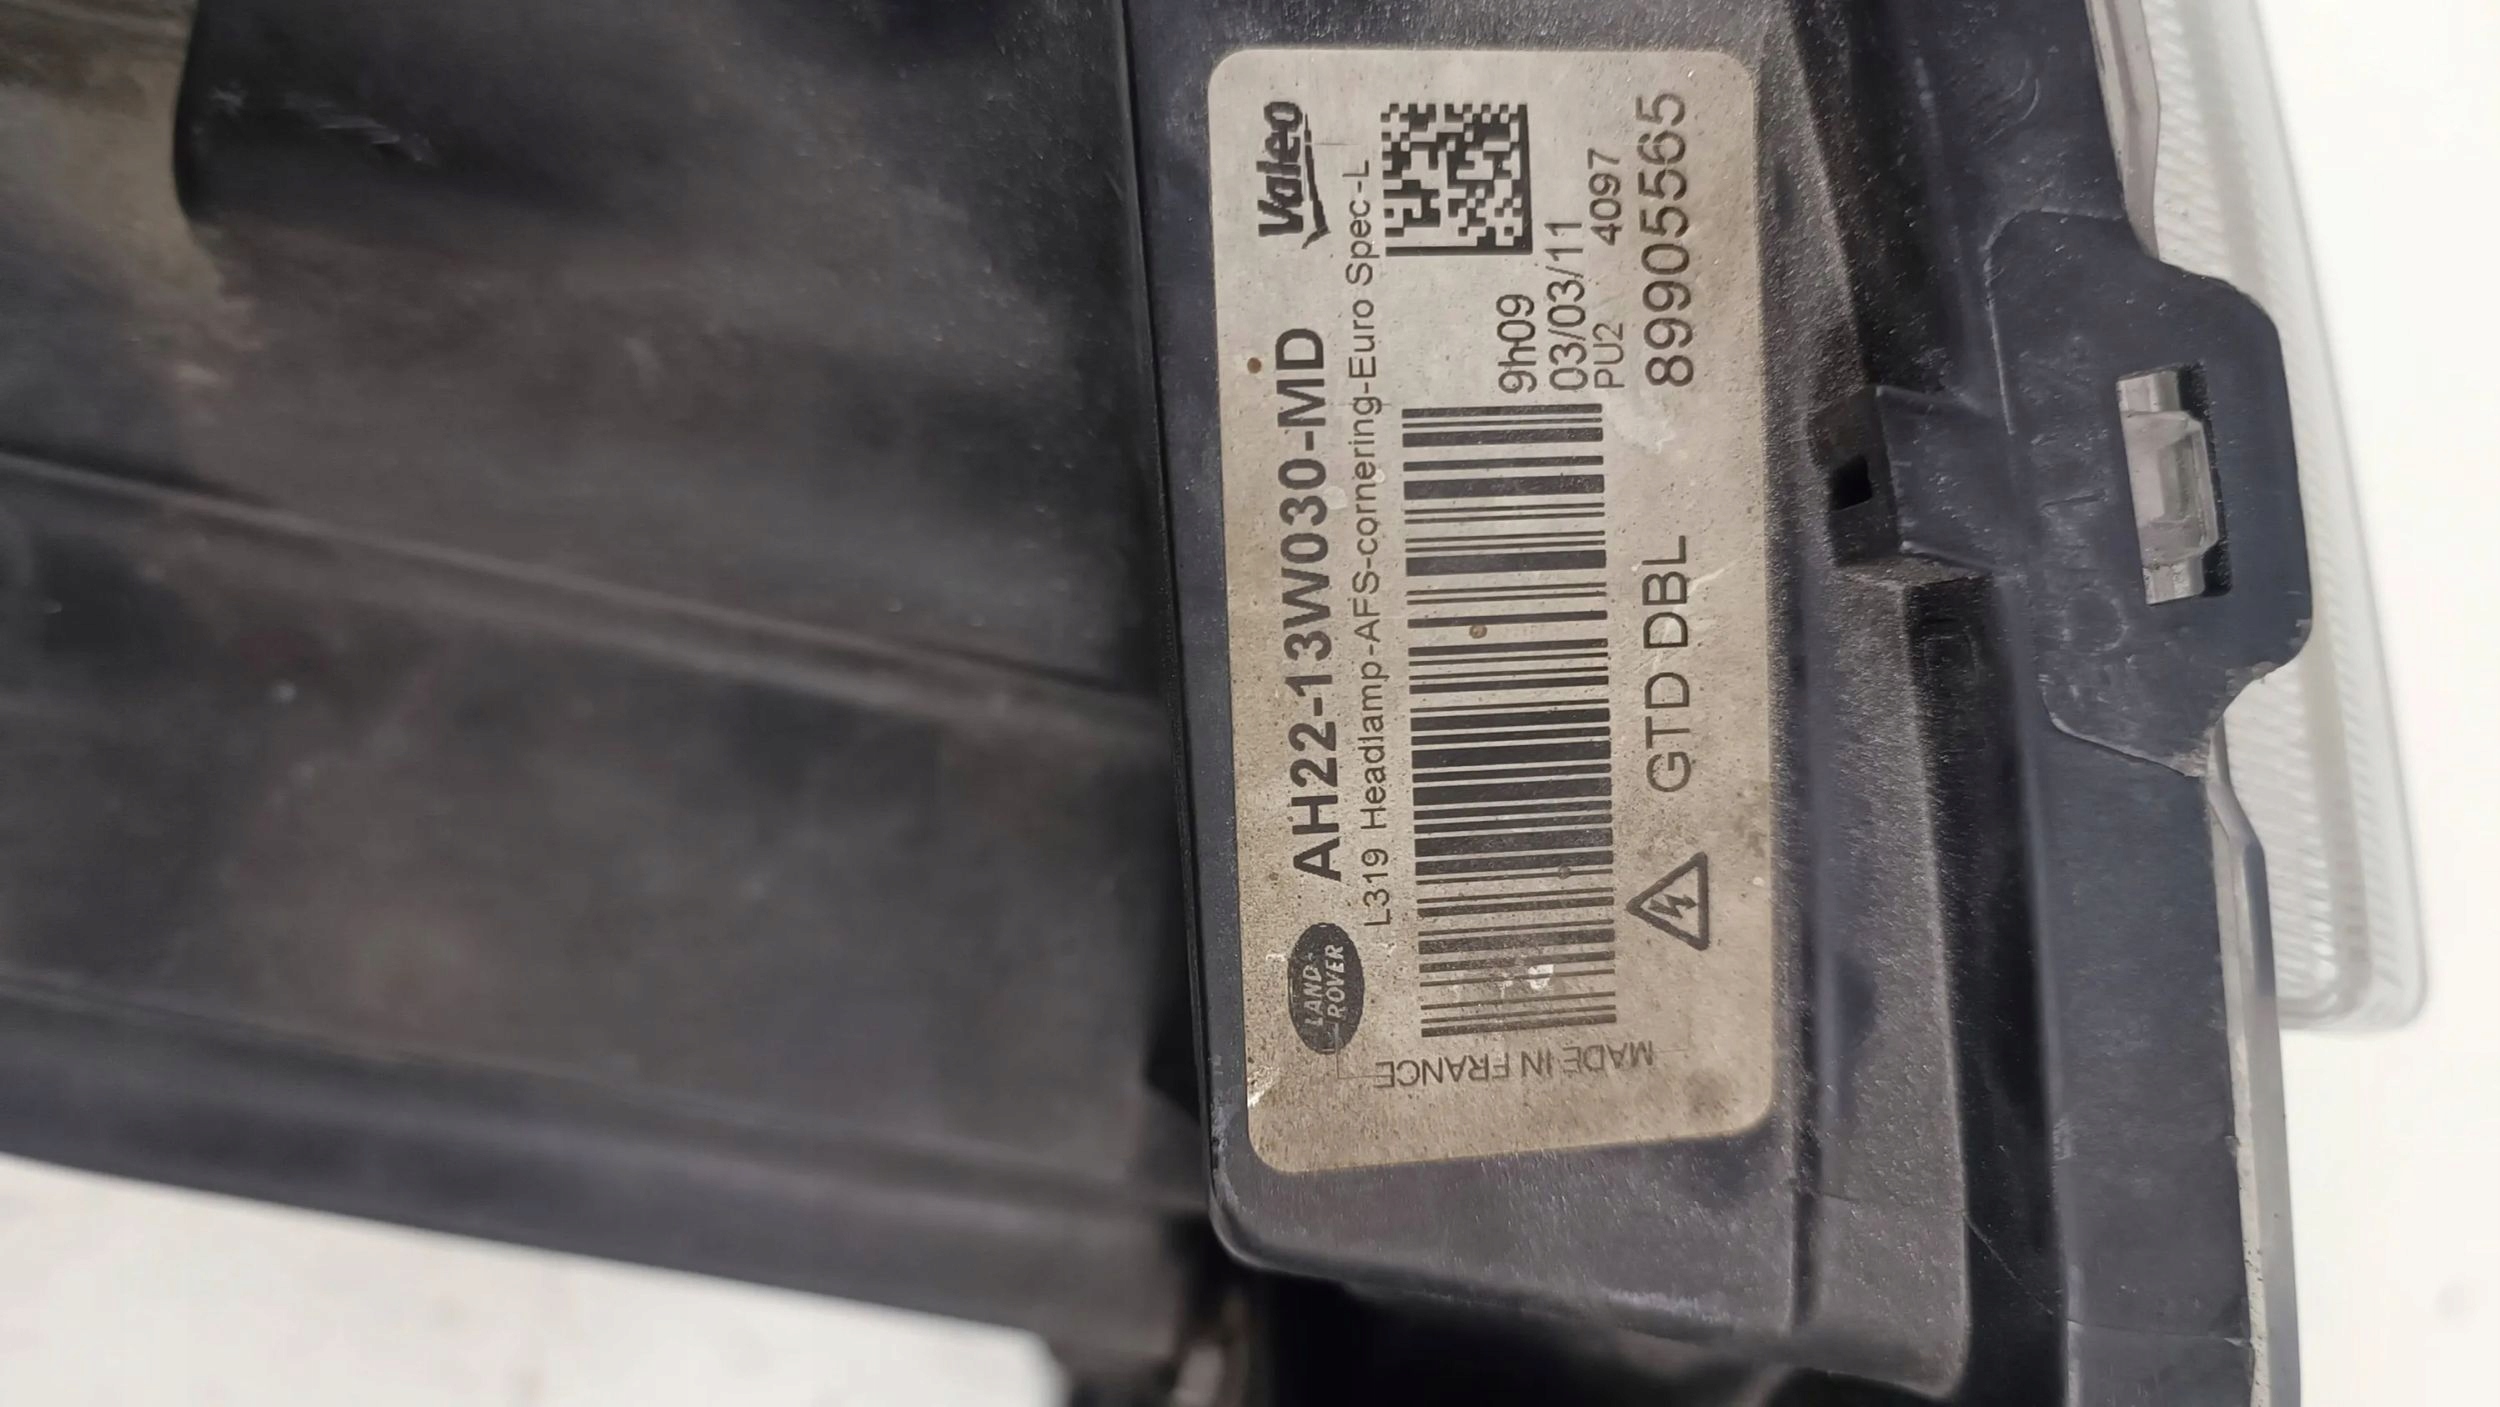 LAND
ROVER
AH22-13W030-MD
Valeo
L319 Headlamp-AFS-cornering-Euro Spec-L
9h09
03/03/11
PU2 4097
GTD DBL
89905565
MADE IN FRANCE